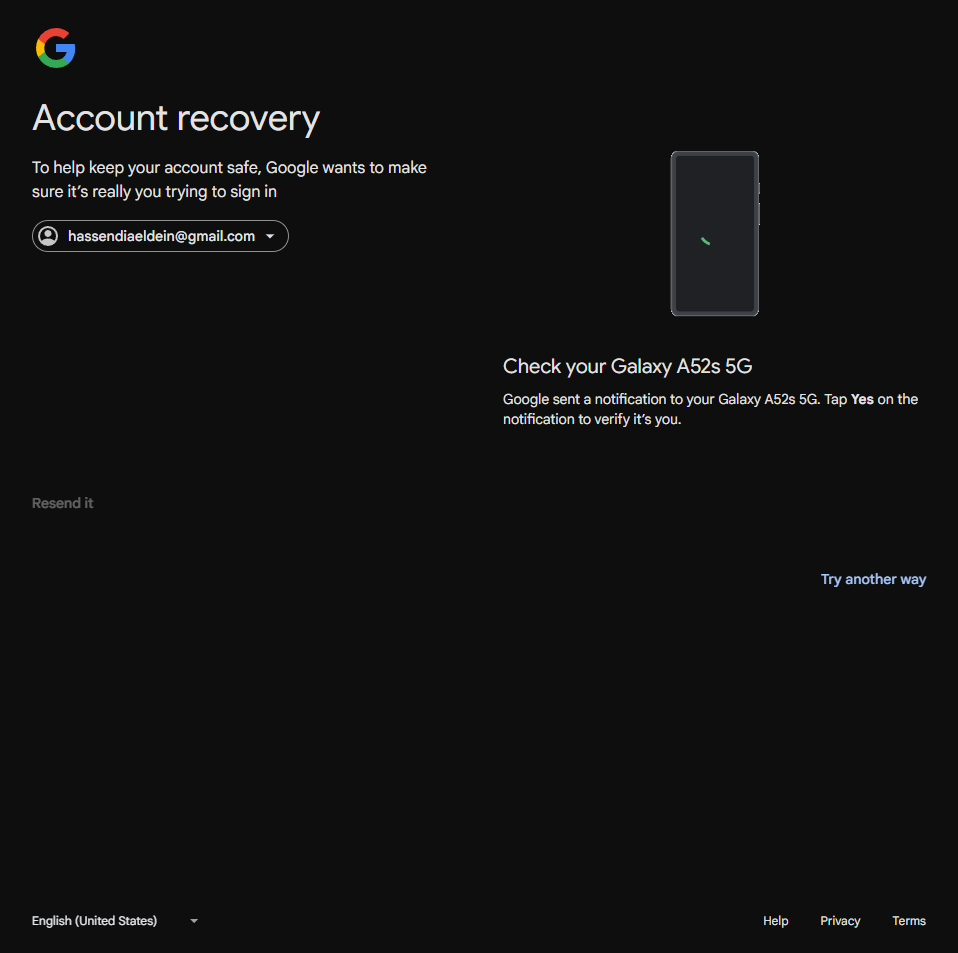 Account recovery
To help keep your account safe, Google wants to make
sure it’s really you trying to sign in
hassendiaeldein@gmail.com
Check your Galaxy A52s 5G
Google sent a notification to your Galaxy A52s 5G. Tap Yes on the
notification to verify it’s you.
Resend it
Try another way
English (United States)
Help Privacy Terms